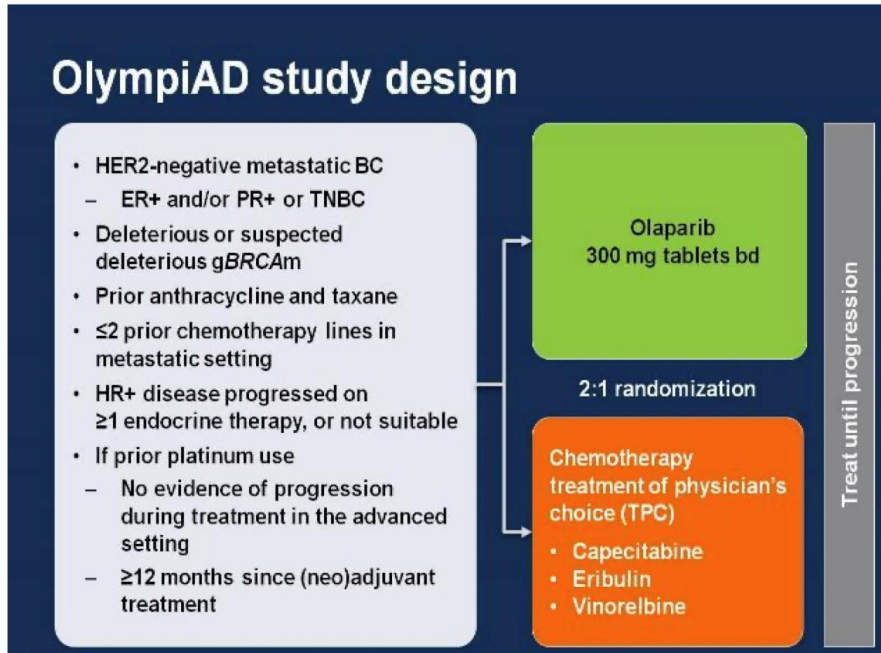 OlympiAD study design
• HER2-negative metastatic BC
– ER+ and/or PR+ or TNBC
• Deleterious or suspected
deleterious gBRCAm
• Prior anthracycline and taxane
• ≤2 prior chemotherapy lines in
metastatic setting
• HR+ disease progressed on
≥1 endocrine therapy, or not suitable
• If prior platinum use
– No evidence of progression
during treatment in the advanced
setting
– ≥12 months since (neo)adjuvant
treatment
Olaparib
300 mg tablets bd
2:1 randomization
Chemotherapy
treatment of physician's
choice (TPC)
• Capecitabine
• Eribulin
• Vinorelbine
Treat until progression